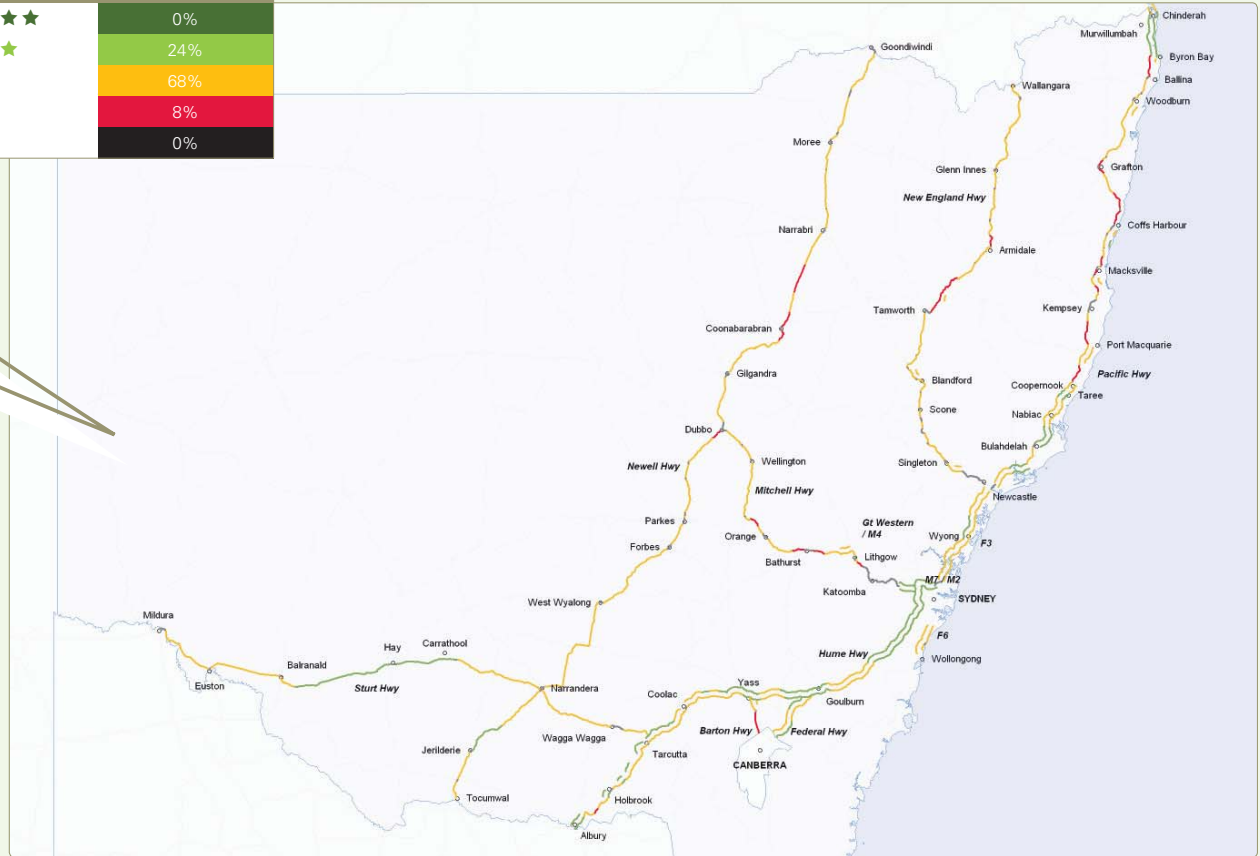 ★★ 0%
★ 24%
68%
8%
0%
Chinderah
Murwillumbah
Byron Bay
Ballina
Woodburn
Goondiwindi
Wallangara
Moree
Glenn Innes
Grafton
New England Hwy
Narrabri
Coffs Harbour
Armidale
Macksville
Tamworth
Kempsey
Coonabarabran
Port Macquarie
Gilgandra
Pacific Hwy
Blandford
Coopernook
Taree
Scone
Nabiac
Dubbo
Bulahdelah
Newell Hwy
Wellington
Singleton
Mitchell Hwy
Newcastle
Parkes
Gt Western
/ M4
Orange
Wyong
F3
Forbes
Lithgow
Bathurst
M7 / M2
Katoomba
SYDNEY
West Wyalong
Mildura
F6
Hay
Carrathool
Hume Hwy
Wollongong
Balranald
Euston
Sturt Hwy
Narrandera
Yass
Coolac
Goulburn
Wagga Wagga
Barton Hwy
Federal Hwy
Jerilderie
Tarcutta
CANBERRA
Tocumwal
Holbrook
Albury